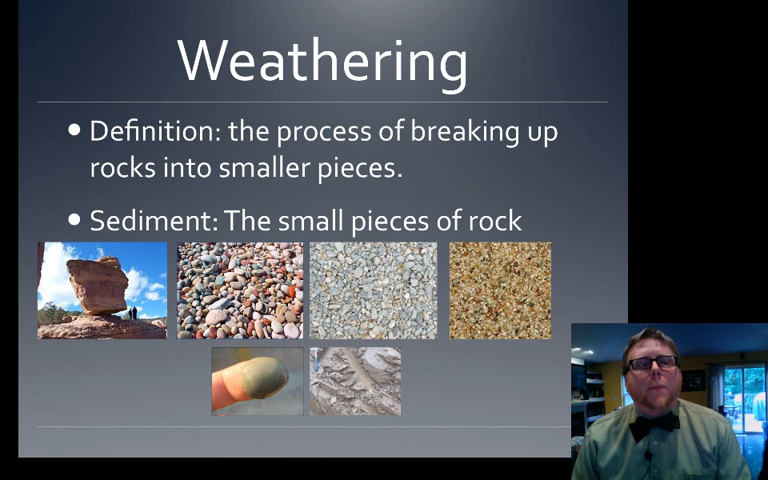 Weathering
• Definition: the process of breaking up
rocks into smaller pieces.
• Sediment: The small pieces of rock